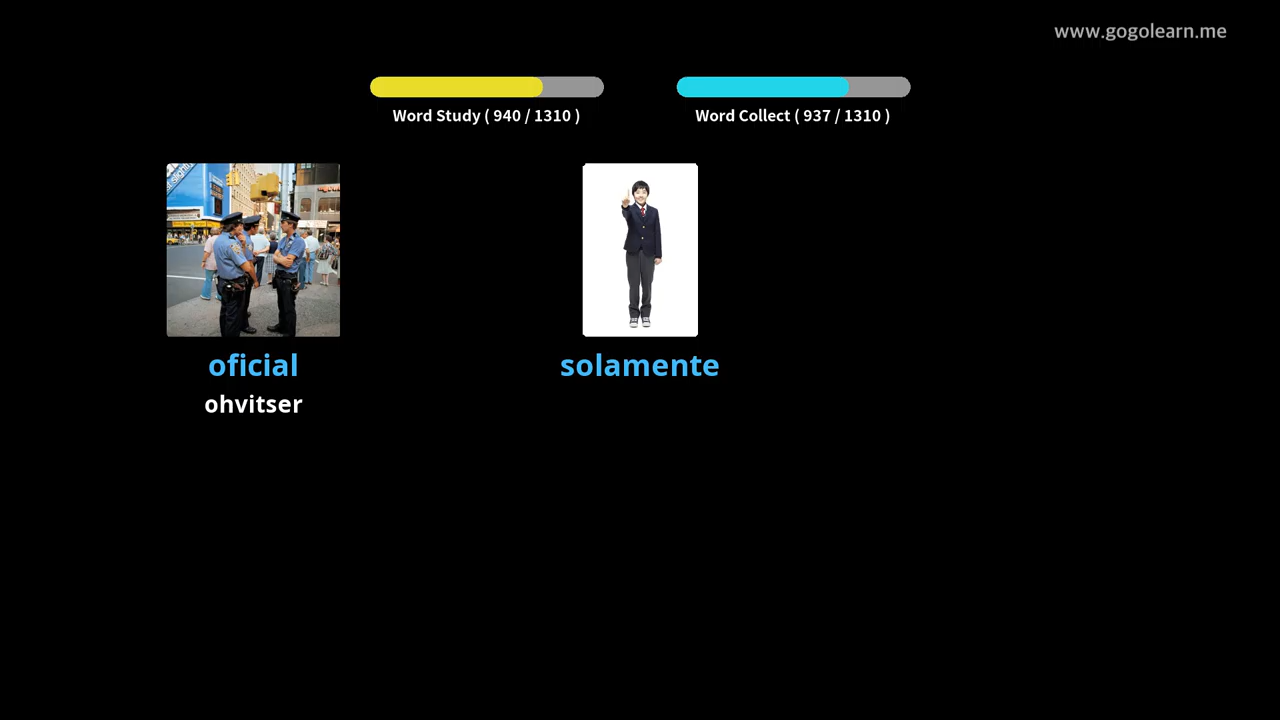 www.gogolearn.me
Word Study ( 940 / 1310 )
Word Collect ( 937 / 1310 )
oficial
ohvitser
solamente